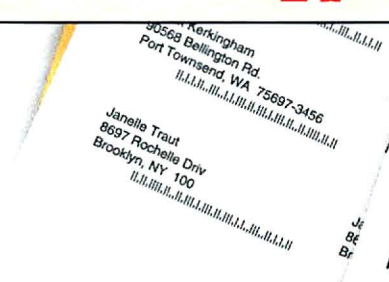 Kerkingham
90568 Bellington Rd.
Port Townsend, WA 75697-3456
Janelle Traut
8697 Rochelle Driv
Brooklyn, NY 100